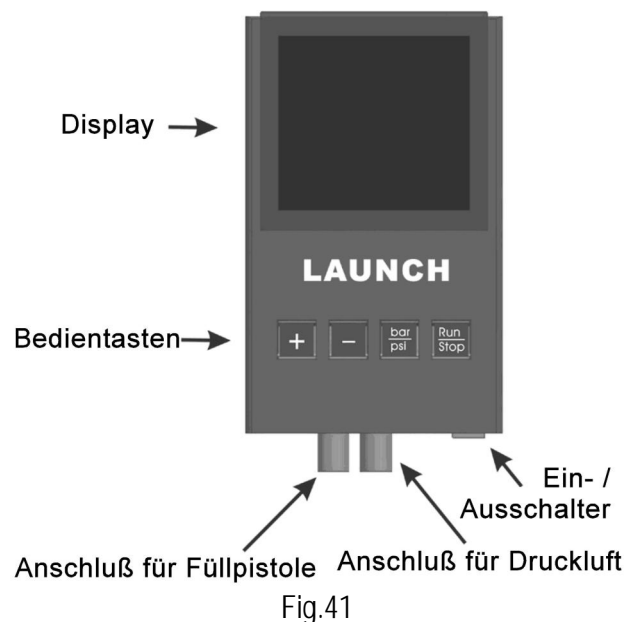 Display
LAUNCH
Bedientasten
+
-
bar
psi
Run
Stop
Ein- /
Ausschalter
Anschluß für Füllpistole
Anschluß für Druckluft
Fig.41